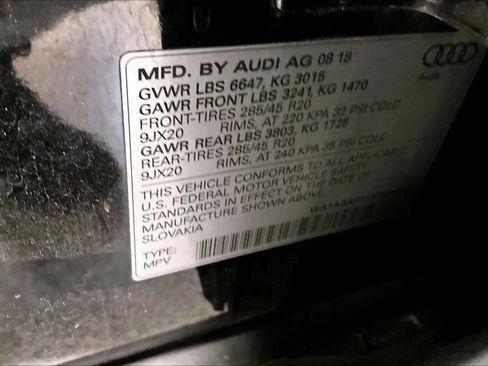 MFD. BY AUDI AG 08 18
GVWR LBS 6647, KG 3015
GAWR FRONT LBS 3241, KG 1470
FRONT-TIRES 285/45 R20
9JX20 RIMS, AT 220 KPA 32 PSI COLD
GAWR REAR LBS 3803, KG 1725
REAR-TIRES 285/45 R20
9JX20 RIMS, AT 240 KPA 35 PSI COLD
THIS VEHICLE CONFORMS TO ALL APPLICABLE
U.S. FEDERAL MOTOR VEHICLE SAFETY
STANDARDS IN EFFECT ON THE DATE OF
MANUFACTURE SHOWN ABOVE.
SLOVAKIA
TYPE:
MPV
Audi